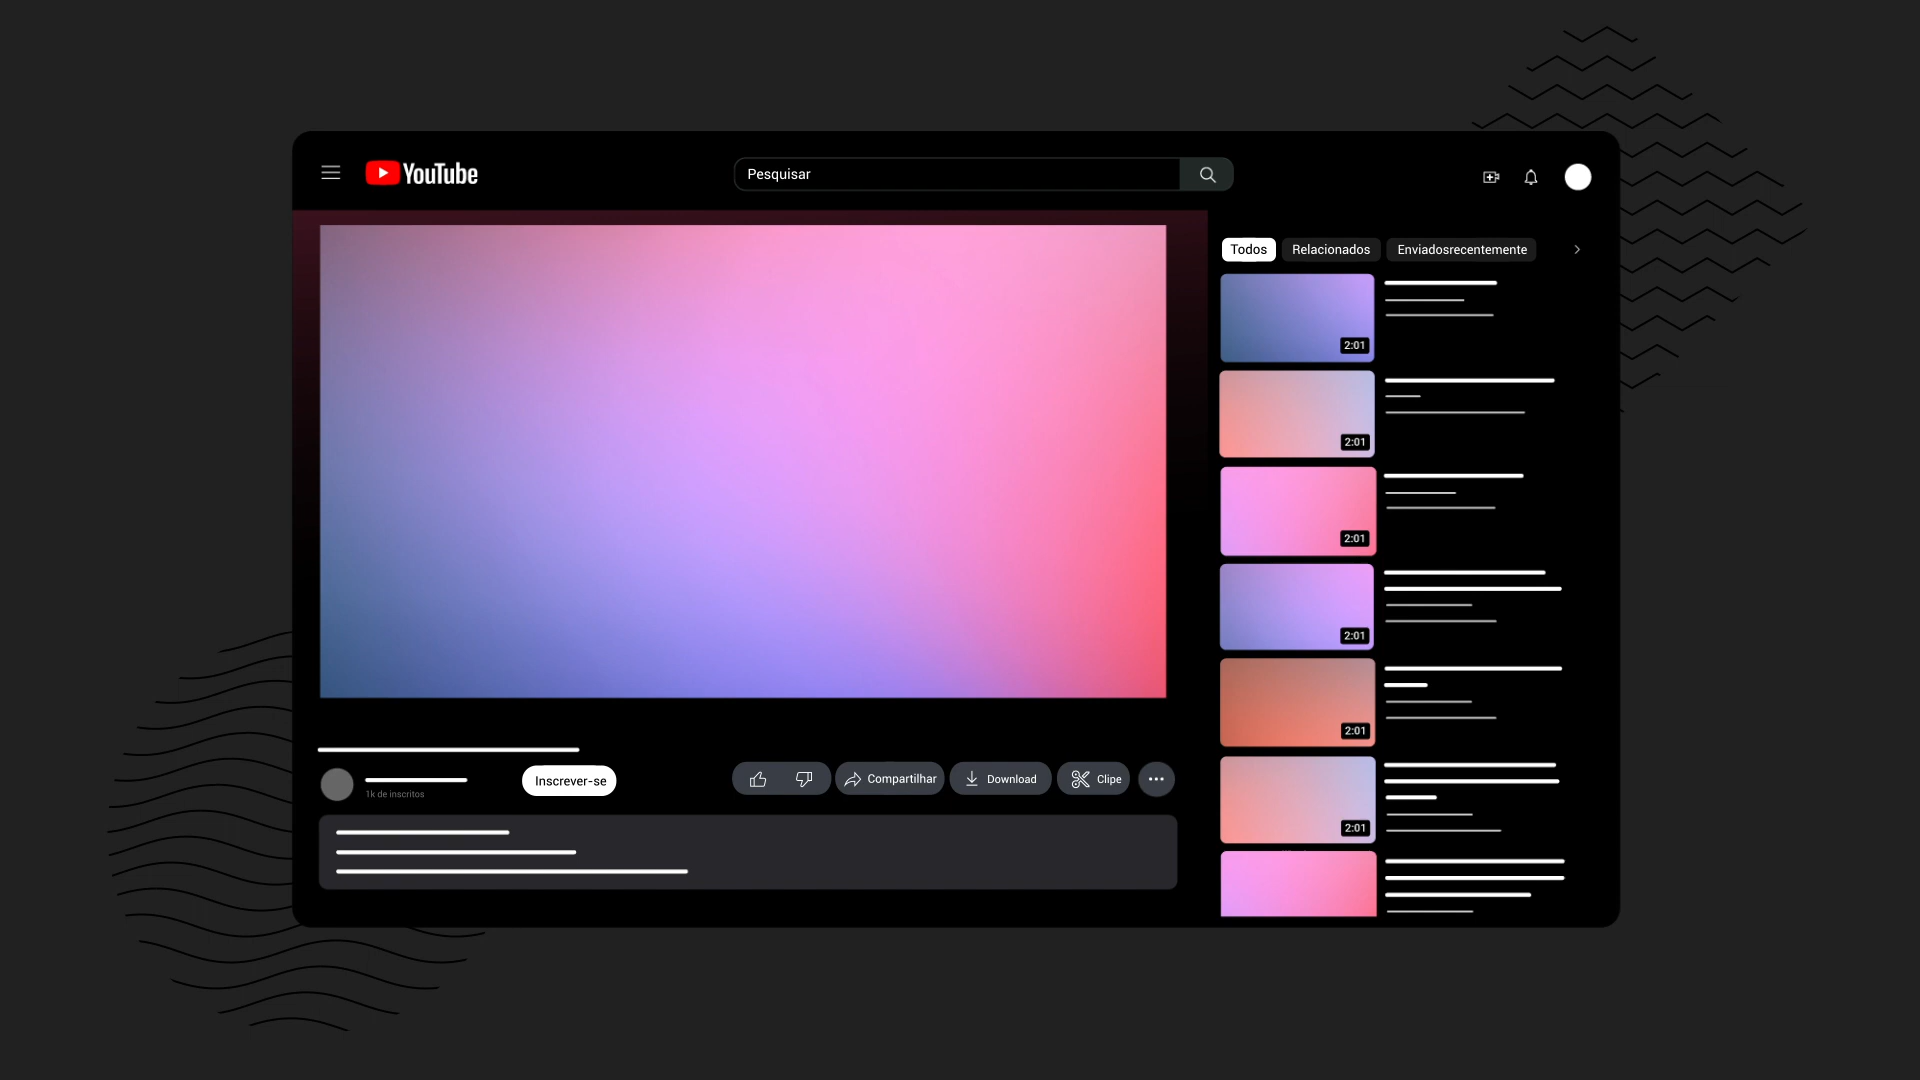 YouTube
Pesquisar
Todos Relacionados Enviadosrecentemente
2:01
2:01
2:01
2:01
2:01
2:01
Inscrever-se
1k de inscritos
Compartilhar Download Clipe